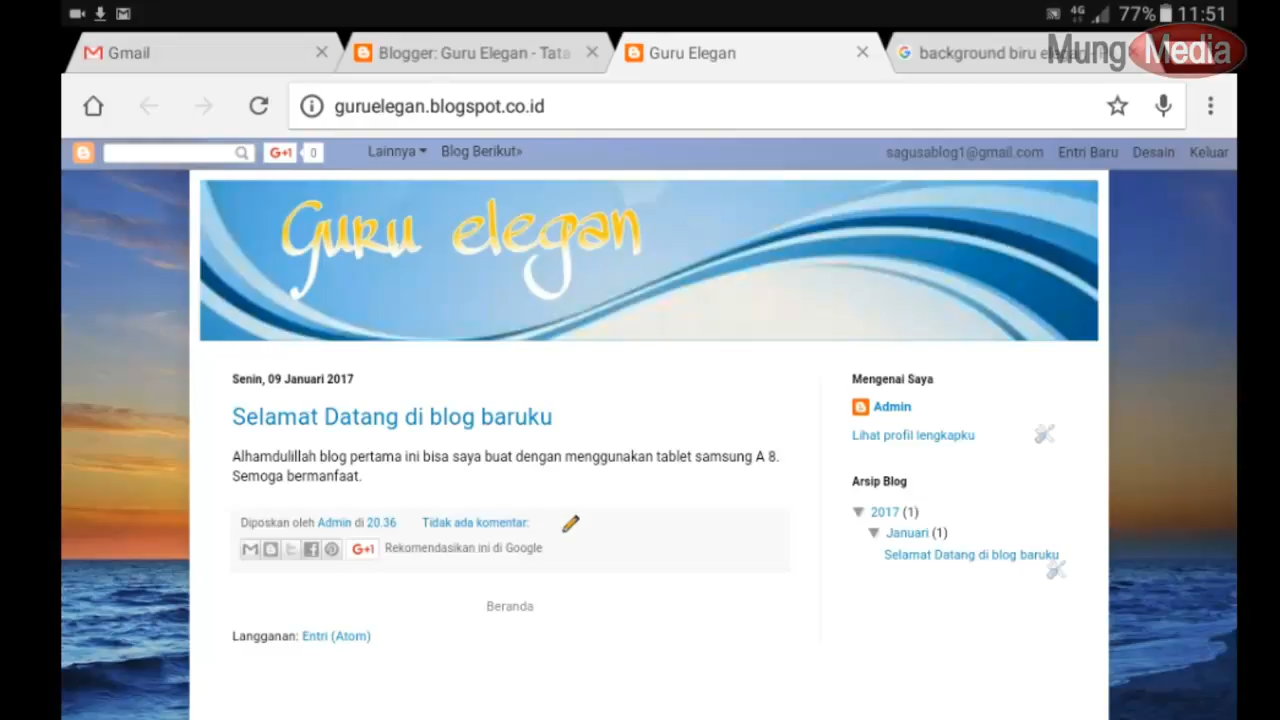 4G 77% 11:51
Gmail
Blogger: Guru Elegan - Tata
Guru Elegan
background biru
Mung Media
guruelegan.blogspot.co.id
G+1 0 Lainnya Blog Berikut» sagusablog1@gmail.com Entri Baru Desain Keluar
Guru elegan
Senin, 09 Januari 2017
Selamat Datang di blog baruku
Alhamdulillah blog pertama ini bisa saya buat dengan menggunakan tablet samsung A 8.
Semoga bermanfaat.
Diposkan oleh Admin di 20.36 Tidak ada komentar:
G+1 Rekomendasikan ini di Google
Beranda
Langganan: Entri (Atom)
Mengenai Saya
Admin
Lihat profil lengkapku
Arsip Blog
2017 (1)
Januari (1)
Selamat Datang di blog baruku